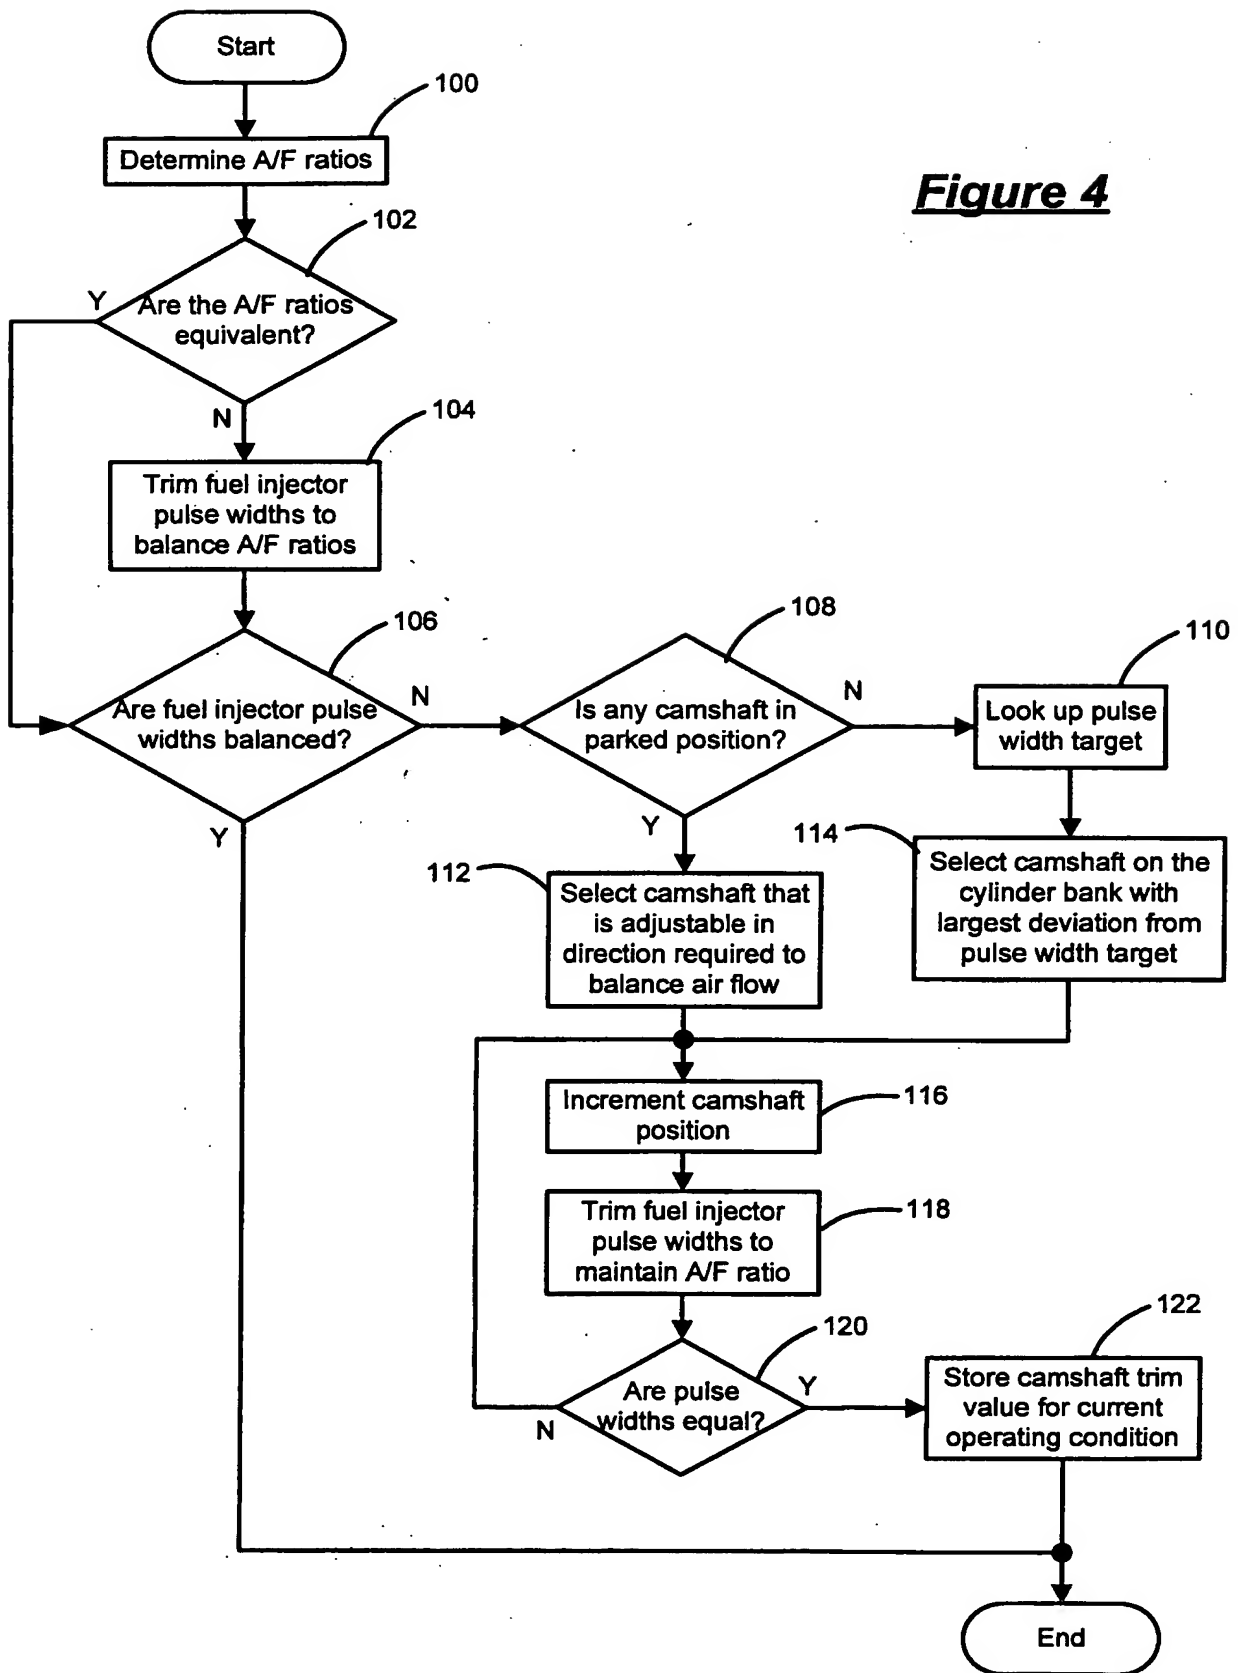 Start
100
Determine A/F ratios
Figure 4
102
Y
Are the A/F ratios
equivalent?
N
104
Trim fuel injector
pulse widths to
balance A/F ratios
106
Are fuel injector pulse
widths balanced?
N
Y
108
Is any camshaft in
parked position?
N
Y
110
Look up pulse
width target
112
Select camshaft that
is adjustable in
direction required to
balance air flow
114
Select camshaft on the
cylinder bank with
largest deviation from
pulse width target
116
Increment camshaft
position
118
Trim fuel injector
pulse widths to
maintain A/F ratio
120
Are pulse
widths equal?
Y
N
122
Store camshaft trim
value for current
operating condition
End